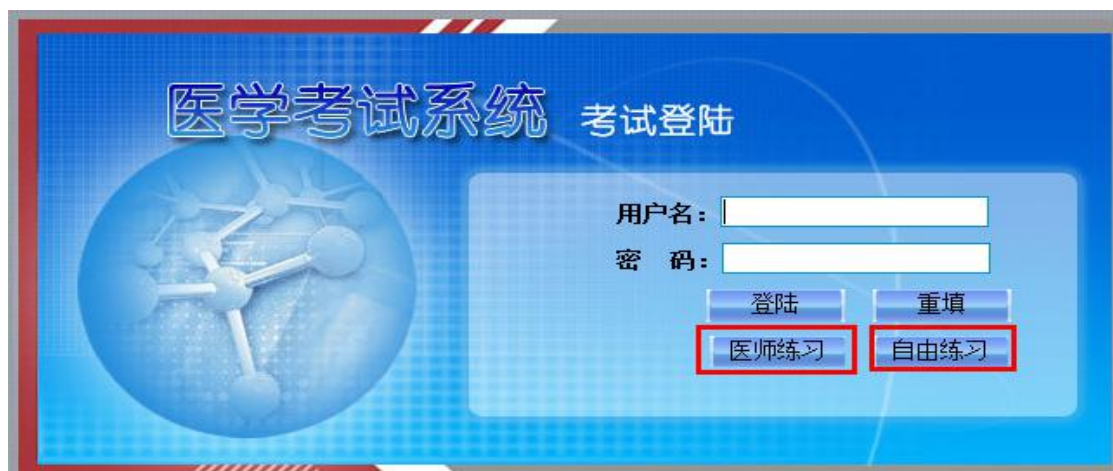 医学考试系统 考试登陆
用户名：
密 码：
登陆 重填
医师练习 自由练习